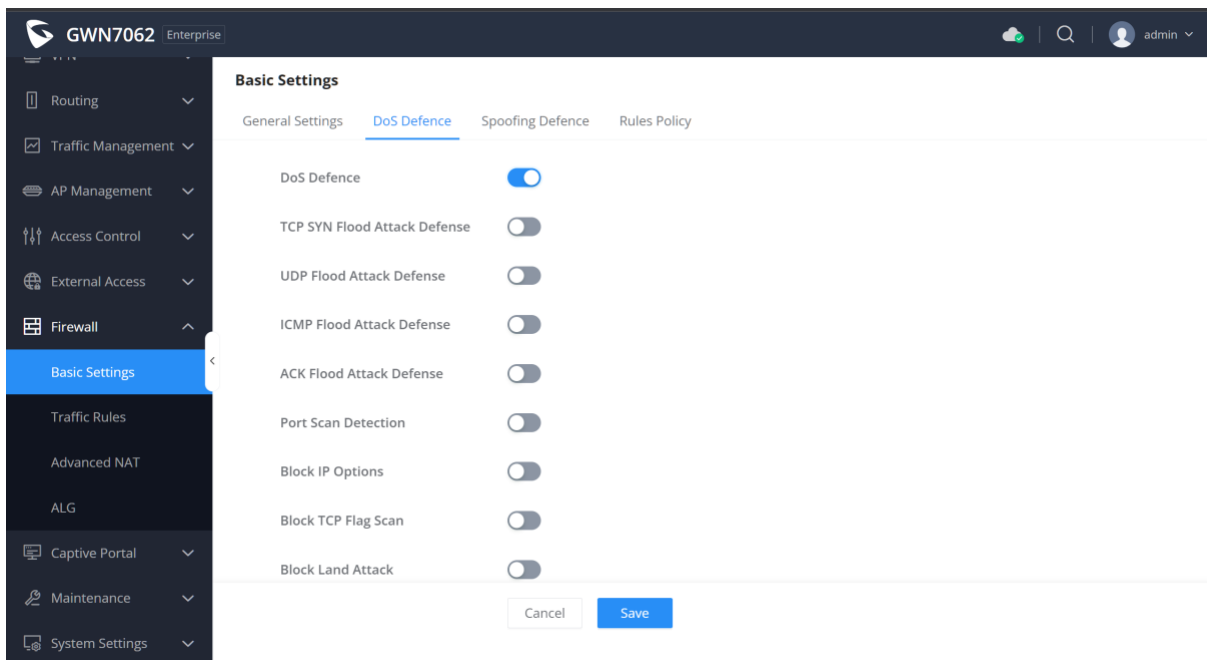 GWN7062 Enterprise
admin
Routing
Traffic Management
AP Management
Access Control
External Access
Firewall
Basic Settings
Traffic Rules
Advanced NAT
ALG
Captive Portal
Maintenance
System Settings
Basic Settings
General Settings DoS Defence Spoofing Defence Rules Policy
DoS Defence
TCP SYN Flood Attack Defense
UDP Flood Attack Defense
ICMP Flood Attack Defense
ACK Flood Attack Defense
Port Scan Detection
Block IP Options
Block TCP Flag Scan
Block Land Attack
Cancel Save